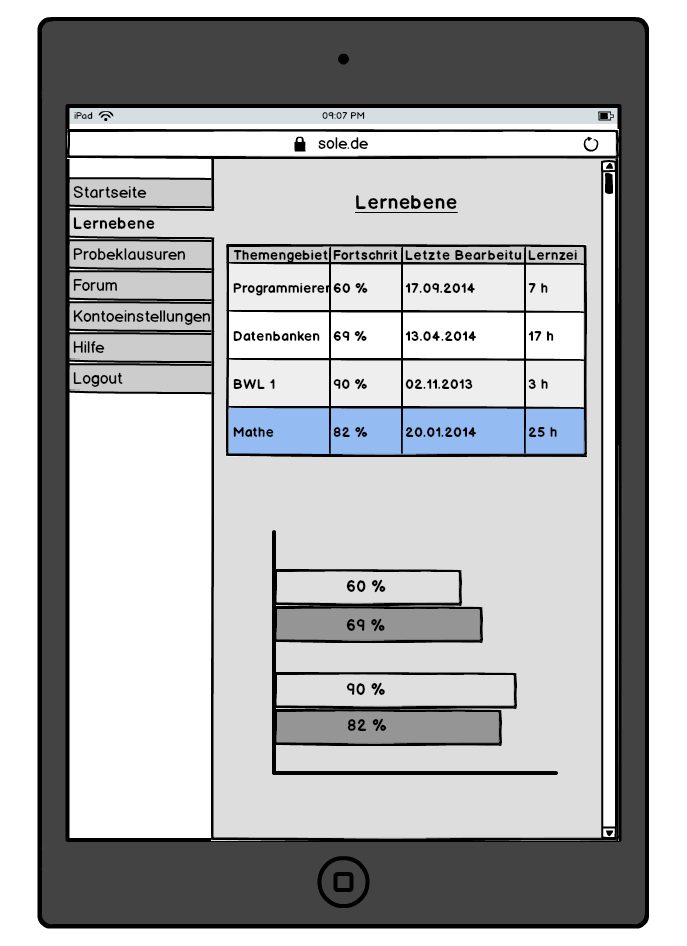 iPad 09:07 PM
sole.de
Startseite
Lernebene
Probeklausuren
Forum
Kontoeinstellungen
Hilfe
Logout
Lernebene
Themengebiet Fortschrit Letzte Bearbeitu Lernzei
Programmierer 60 % 17.09.2014 7 h
Datenbanken 69 % 13.04.2014 17 h
BWL 1 90 % 02.11.2013 3 h
Mathe 82 % 20.01.2014 25 h
60 %
69 %
90 %
82 %